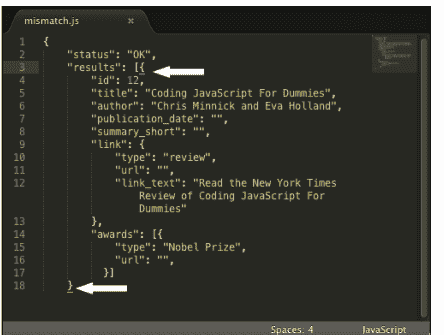 mismatch.js ×
1 {
2 "status": "OK",
3 "results": [{
4 "id": 12,
5 "title": "Coding JavaScript For Dummies",
6 "author": "Chris Minnick and Eva Holland",
7 "publication_date": "",
8 "summary_short": "",
9 "link": {
10 "type": "review",
11 "url": "",
12 "link_text": "Read the New York Times
Review of Coding JavaScript For
Dummies"
13 },
14 "awards": [{
15 "type": "Nobel Prize",
16 "url": "",
17 }]
18 }
Spaces: 4 JavaScript